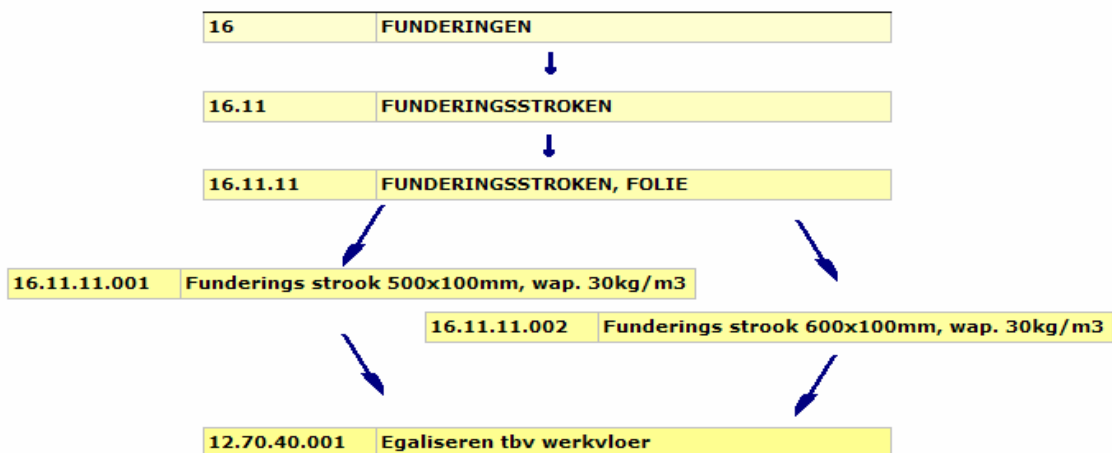 16 FUNDERINGEN
16.11 FUNDERINGSSTROKEN
16.11.11 FUNDERINGSSTROKEN, FOLIE
16.11.11.001 Funderings strook 500x100mm, wap. 30kg/m3
16.11.11.002 Funderings strook 600x100mm, wap. 30kg/m3
12.70.40.001 Egaliseren tbv werkvloer